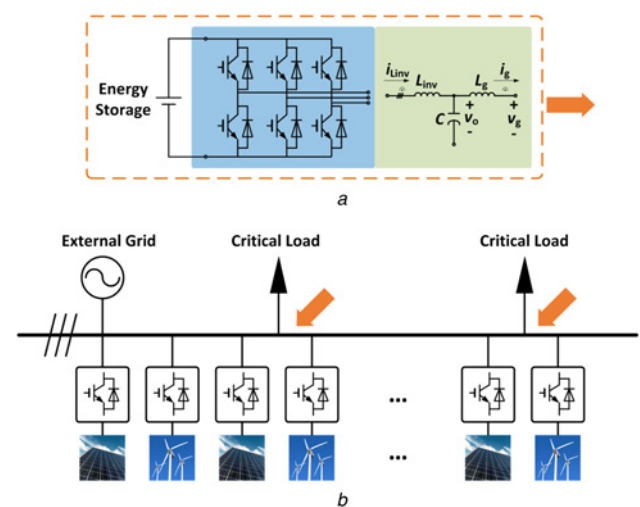 Energy
Storage
iLinv
Linv
Lg
ig
C
+
vo
-
+
vg
-
a
External Grid
Critical Load
Critical Load
...
...
b